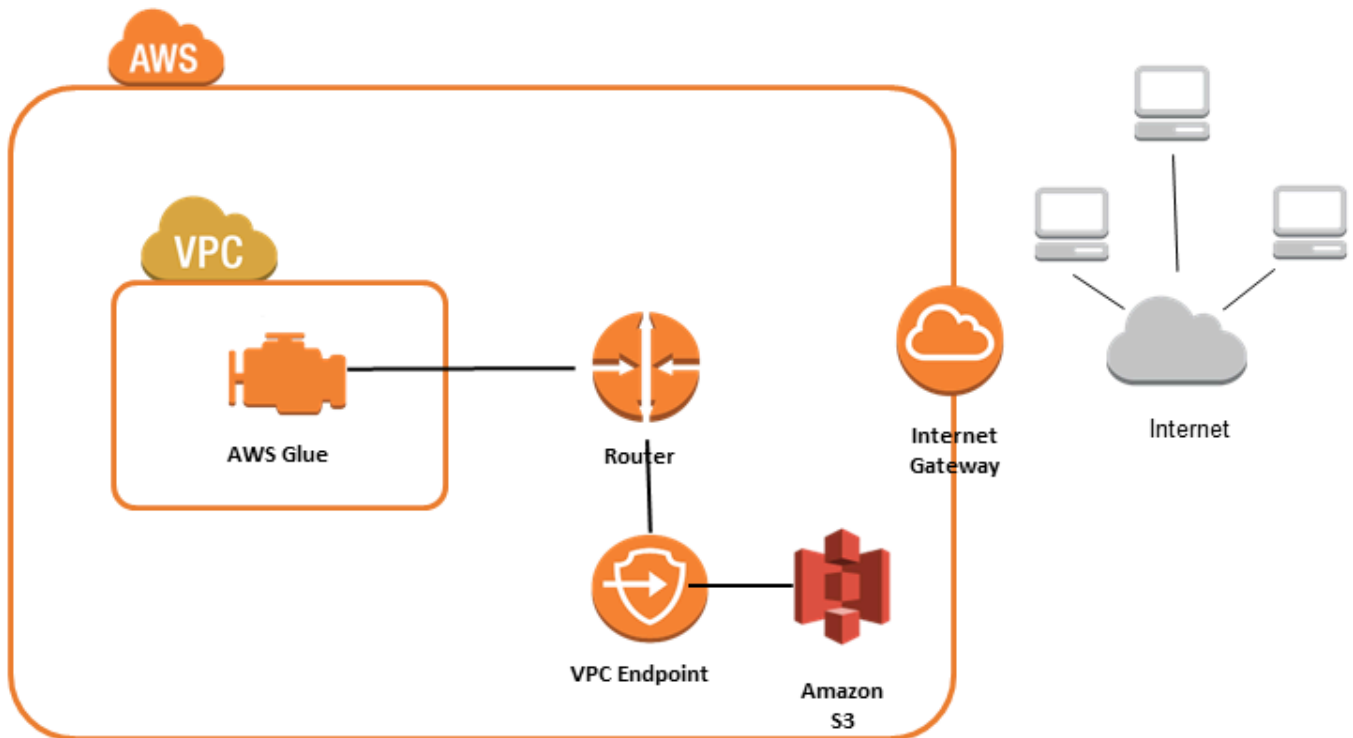 AWS
VPC
AWS Glue
Router
Internet
Gateway
Internet
VPC Endpoint
Amazon
S3